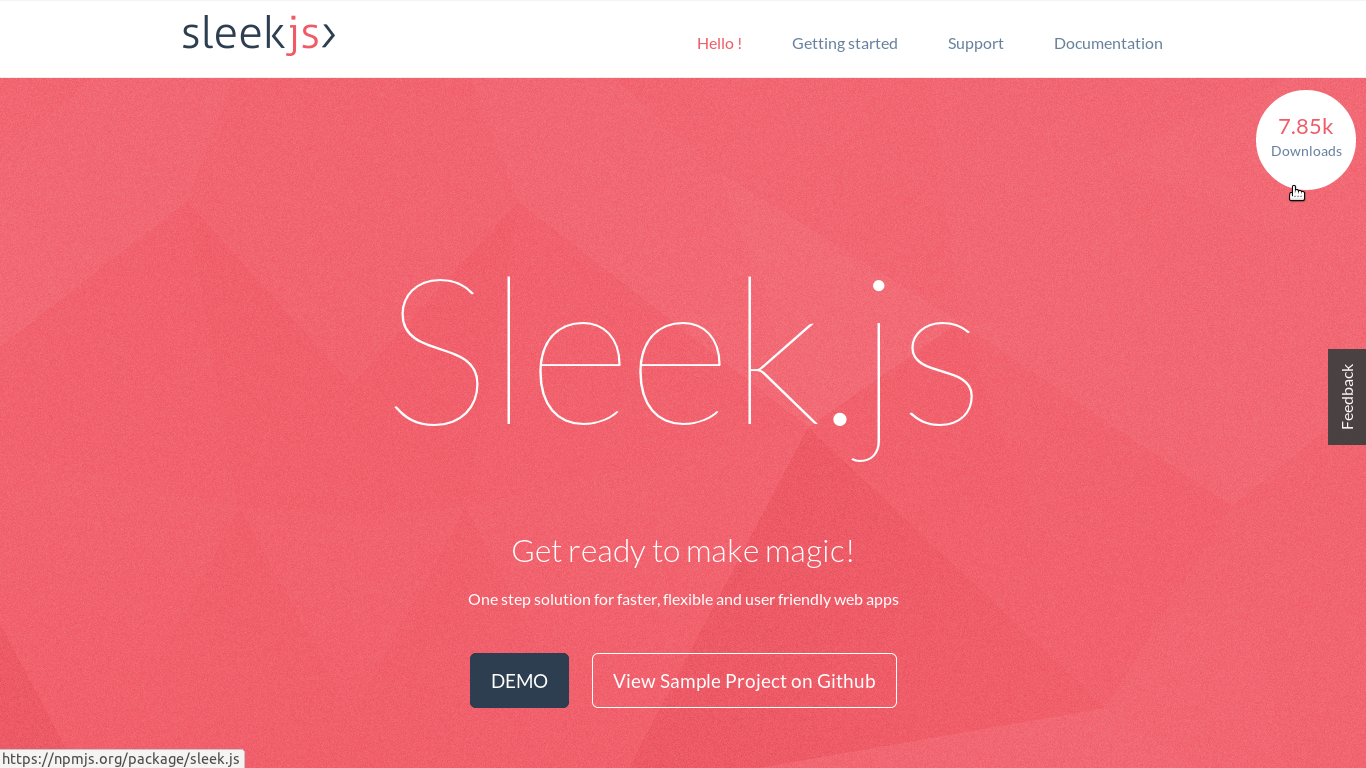 sleekjs>
Hello !
Getting started
Support
Documentation
7.85k
Downloads
Sleek.js
Feedback
Get ready to make magic!
One step solution for faster, flexible and user friendly web apps
DEMO
View Sample Project on Github
https://npmjs.org/package/sleek.js